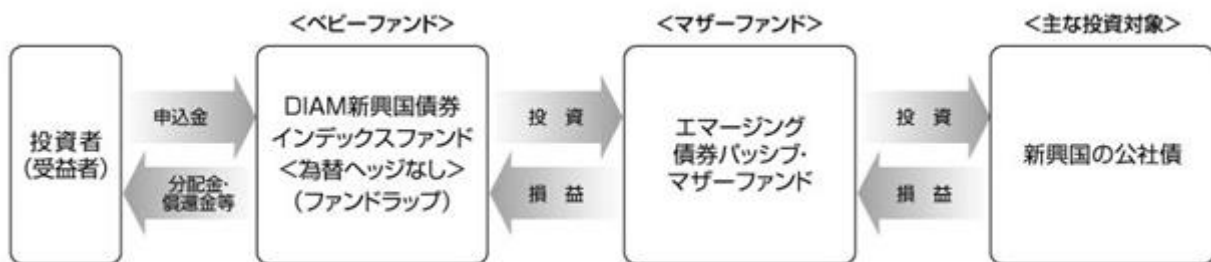 <ベビーファンド>
<マザーファンド>
<主な投資対象>
投資者
(受益者)
申込金
分配金・
償還金等
DIAM新興国債券
インデックスファンド
<為替ヘッジなし>
(ファンドラップ)
投 資
損 益
エマージング
債券パッシブ・
マザーファンド
投 資
損 益
新興国の公社債